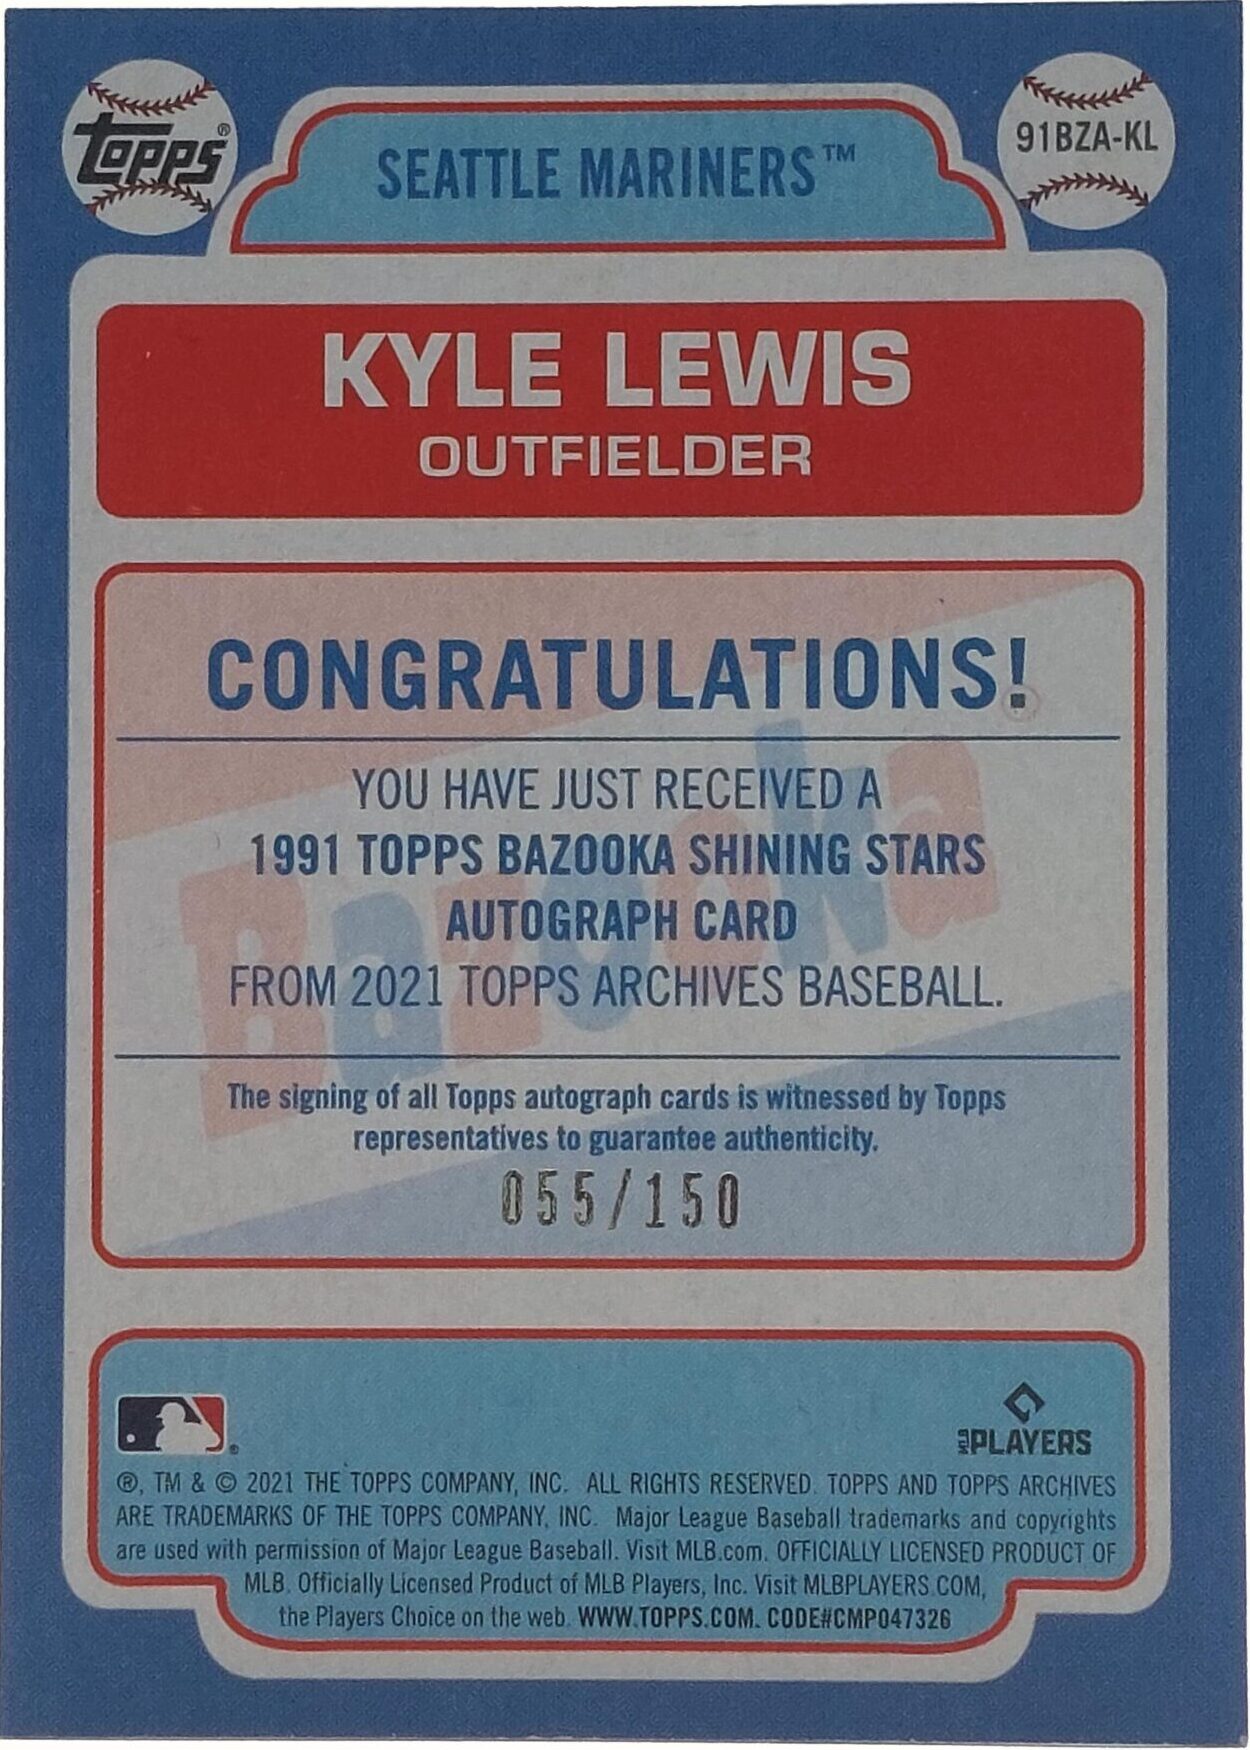 topps®
SEATTLE MARINERS™
91BZA-KL
KYLE LEWIS
OUTFIELDER
CONGRATULATIONS!
YOU HAVE JUST RECEIVED A
1991 TOPPS BAZOOKA SHINING STARS
AUTOGRAPH CARD
FROM 2021 TOPPS ARCHIVES BASEBALL.
Bazooka
The signing of all Topps autograph cards is witnessed by Topps
representatives to guarantee authenticity.
055/150
MLB PLAYERS
®, TM & © 2021 THE TOPPS COMPANY, INC. ALL RIGHTS RESERVED. TOPPS AND TOPPS ARCHIVES
ARE TRADEMARKS OF THE TOPPS COMPANY, INC. Major League Baseball trademarks and copyrights
are used with permission of Major League Baseball. Visit MLB.com. OFFICIALLY LICENSED PRODUCT OF
MLB. Officially Licensed Product of MLB Players, Inc. Visit MLBPLAYERS.COM,
the Players Choice on the web. WWW.TOPPS.COM. CODE#CMP047326